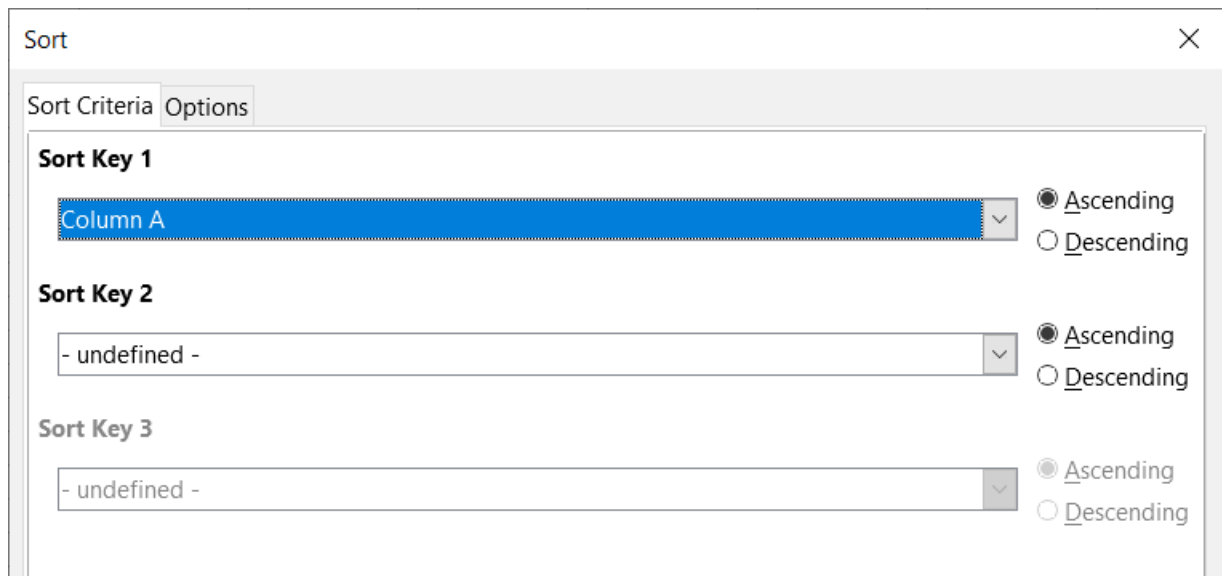 Sort
Sort Criteria Options
Sort Key 1
Column A
Ascending
Descending
Sort Key 2
- undefined -
Ascending
Descending
Sort Key 3
- undefined -
Ascending
Descending